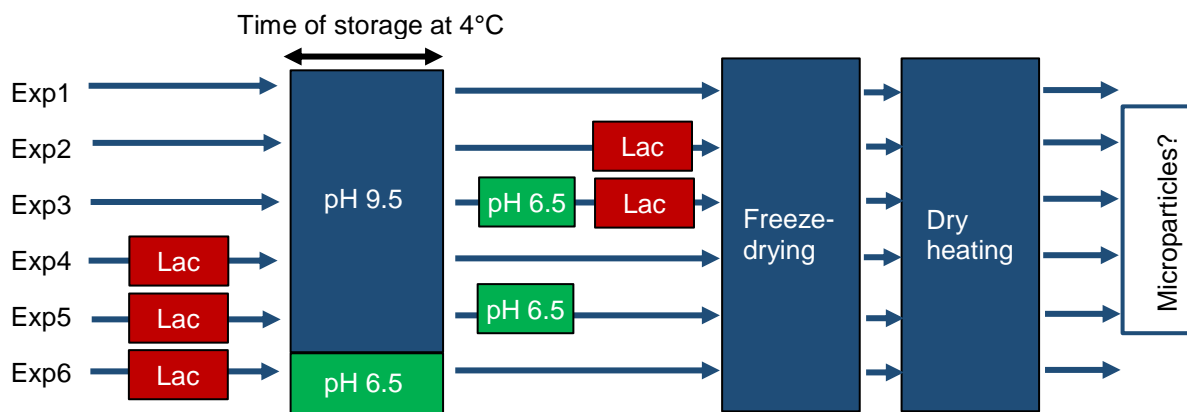 Time of storage at 4°C
Exp1
Exp2
Lac
Exp3
pH 9.5
pH 6.5
Lac
Freeze-
drying
Dry
heating
Microparticles?
Exp4
Lac
Exp5
Lac
pH 6.5
Exp6
Lac
pH 6.5